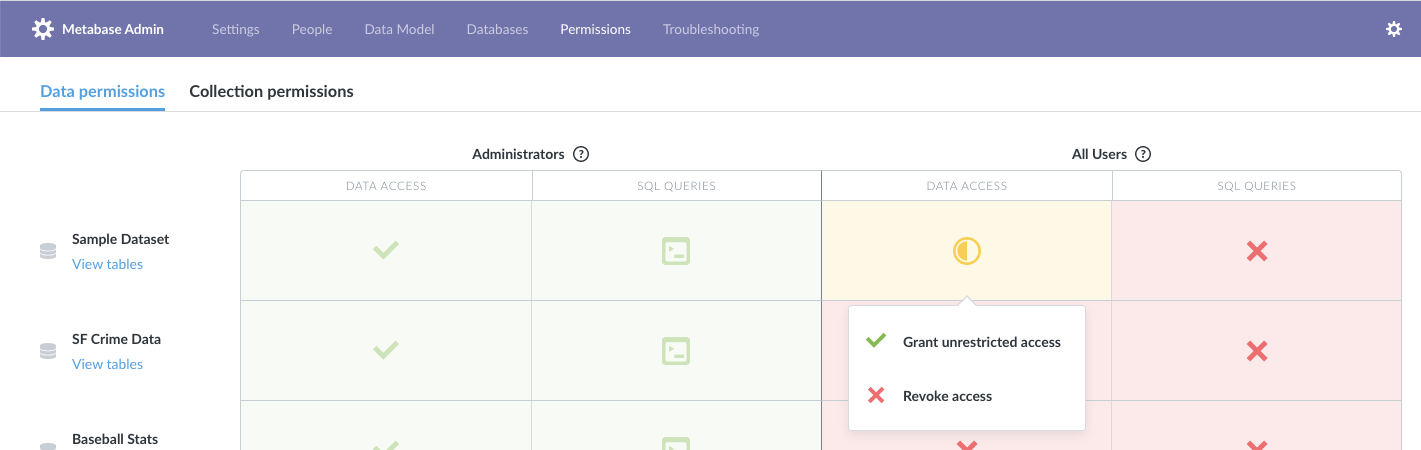 Metabase Admin Settings People Data Model Databases Permissions Troubleshooting
Data permissions Collection permissions
Administrators ? All Users ?
DATA ACCESS SQL QUERIES DATA ACCESS SQL QUERIES
Sample Dataset
View tables
SF Crime Data
View tables
Grant unrestricted access
Revoke access
Baseball Stats